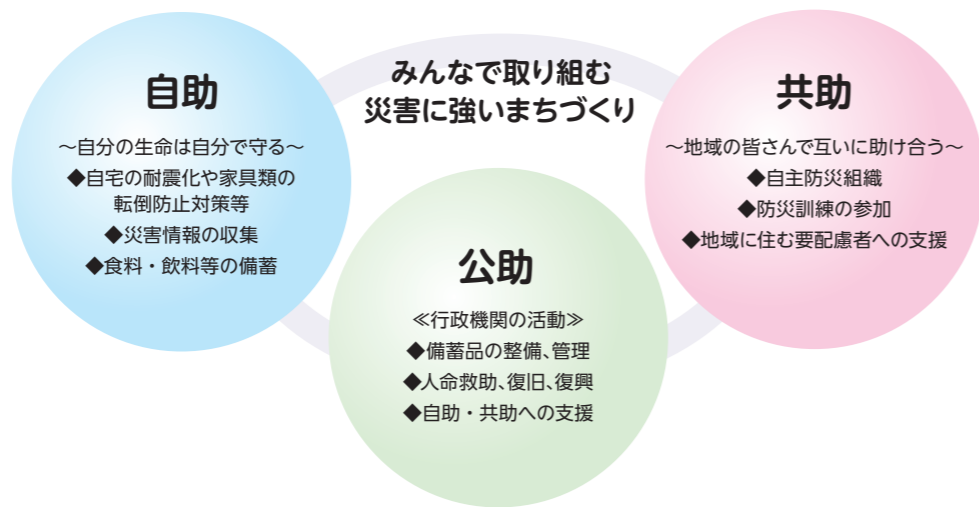 みんなで取り組む
災害に強いまちづくり
自助
～自分の生命は自分で守る～
◆自宅の耐震化や家具類の
転倒防止対策等
◆災害情報の収集
◆食料・飲料等の備蓄
共助
～地域の皆さんで互いに助け合う～
◆自主防災組織
◆防災訓練の参加
◆地域に住む要配慮者への支援
公助
≪行政機関の活動≫
◆備蓄品の整備、管理
◆人命救助、復旧、復興
◆自助・共助への支援